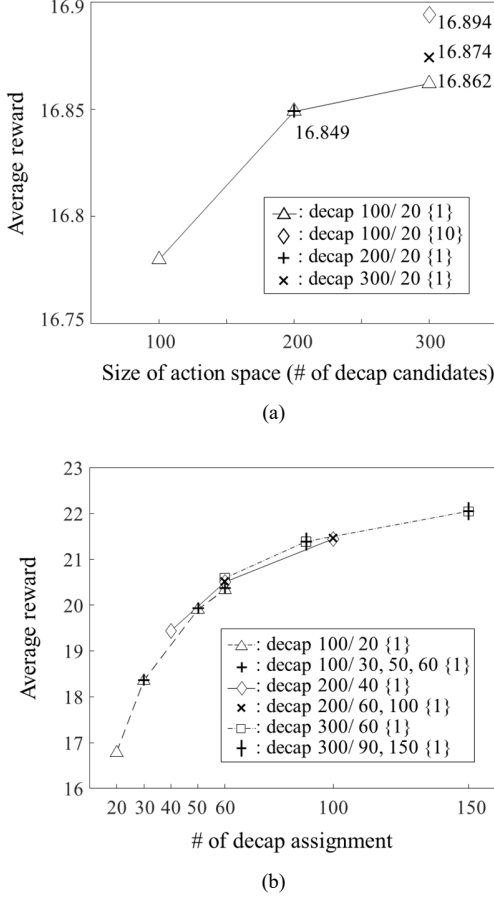 16.9
16.894
16.874
16.862
16.85
16.849
16.8
16.75
Average reward
: decap 100/ 20 {1}
: decap 100/ 20 {10}
: decap 200/ 20 {1}
: decap 300/ 20 {1}
100 200 300
Size of action space (# of decap candidates)
(a)
23
22
21
20
19
18
17
16
Average reward
: decap 100/ 20 {1}
: decap 100/ 30, 50, 60 {1}
: decap 200/ 40 {1}
: decap 200/ 60, 100 {1}
: decap 300/ 60 {1}
: decap 300/ 90, 150 {1}
20 30 40 50 60 100 150
# of decap assignment
(b)